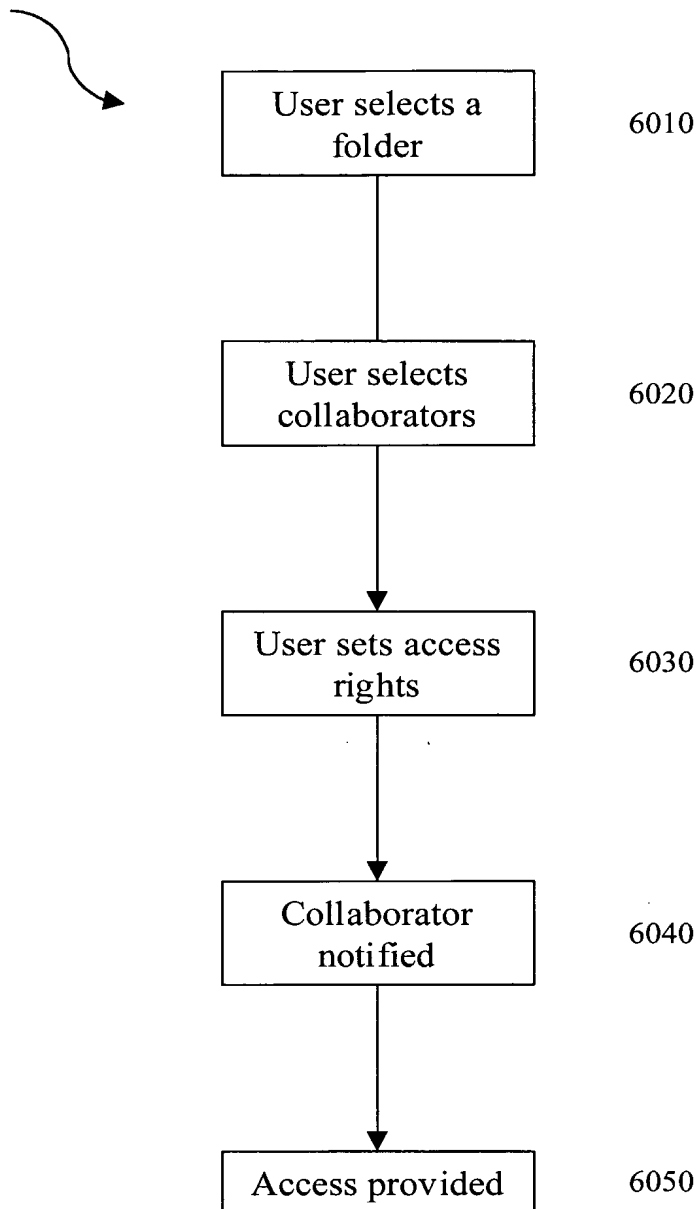 User selects a
folder
6010
User selects
collaborators
6020
User sets access
rights
6030
Collaborator
notified
6040
Access provided
6050